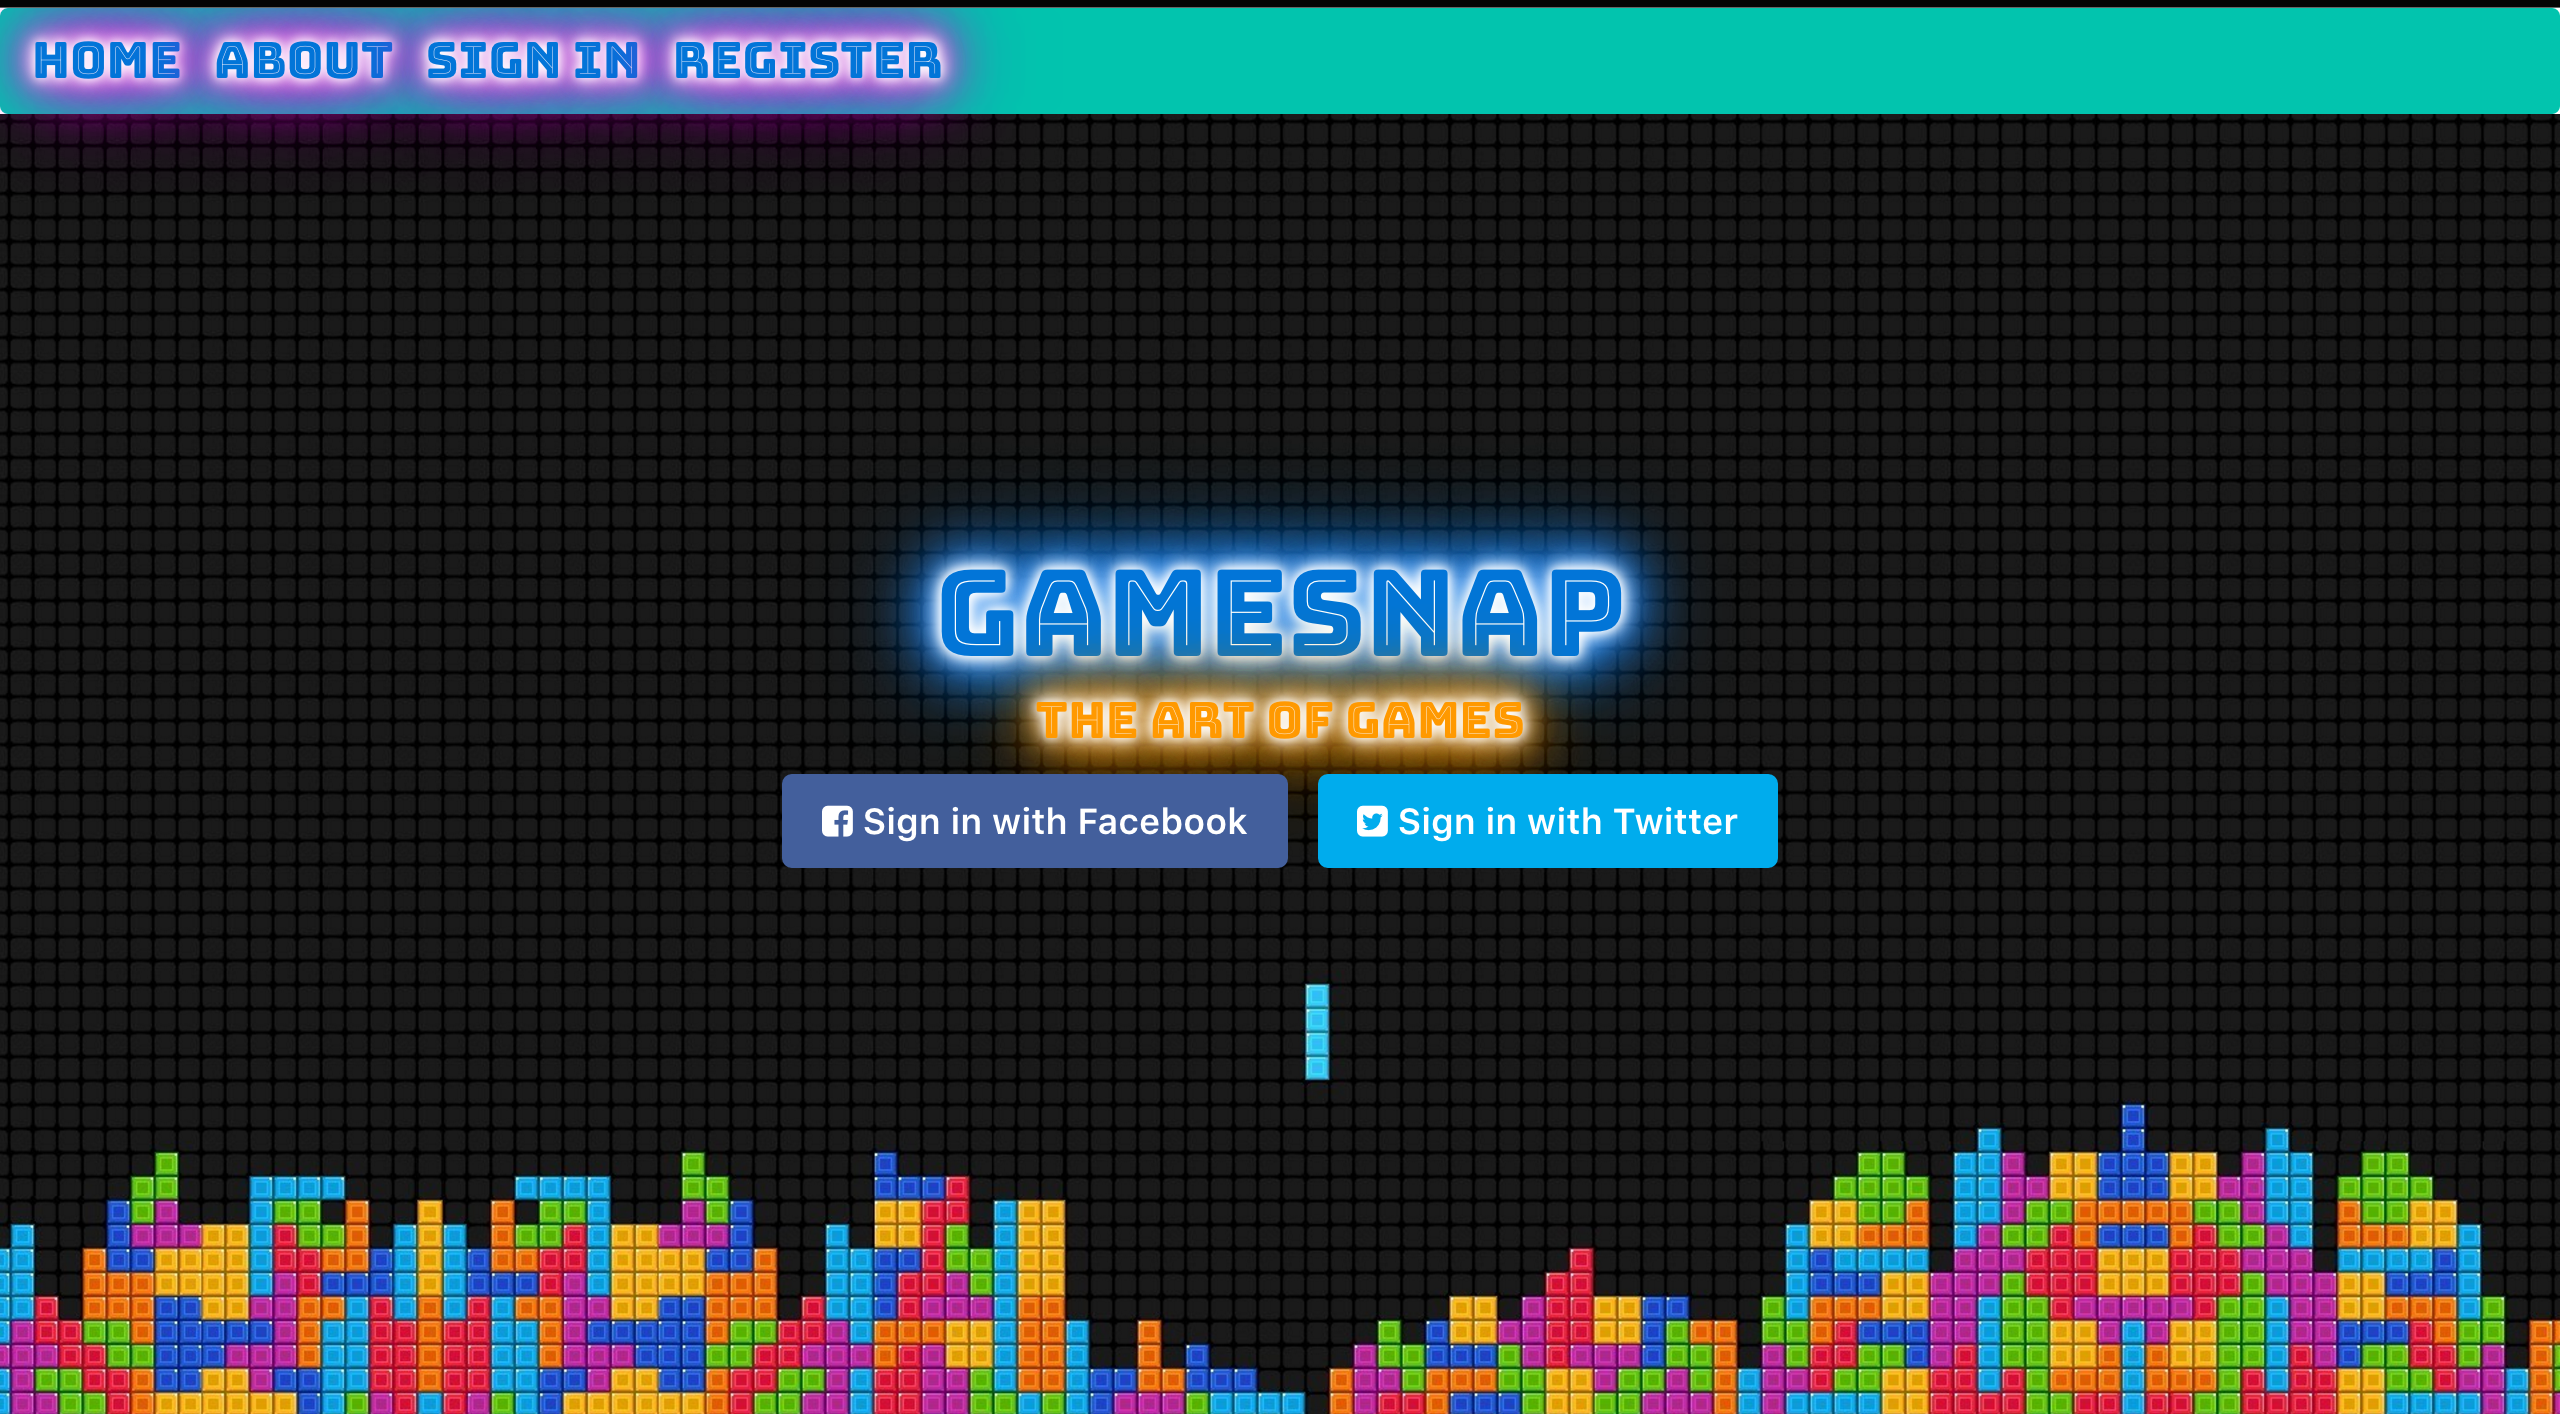 HOME ABOUT SIGN IN REGISTER
GAMESNAP
THE ART OF GAMES
Sign in with Facebook
Sign in with Twitter